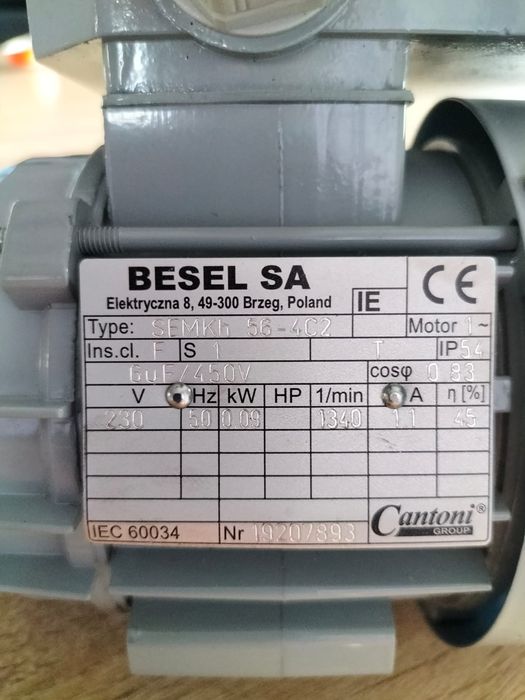 BESEL SA
Elektryczna 8, 49-300 Brzeg, Poland
IE
CE
Type: SEMKh 56-4C2 Motor 1~
Ins.cl. F S 1 T IP 54
6uF/450V cosφ 0.83
V Hz kW HP 1/min A η [%]
230 50 0.09 1340 1.1 45
IEC 60034 Nr 19207893
Cantoni®
GROUP